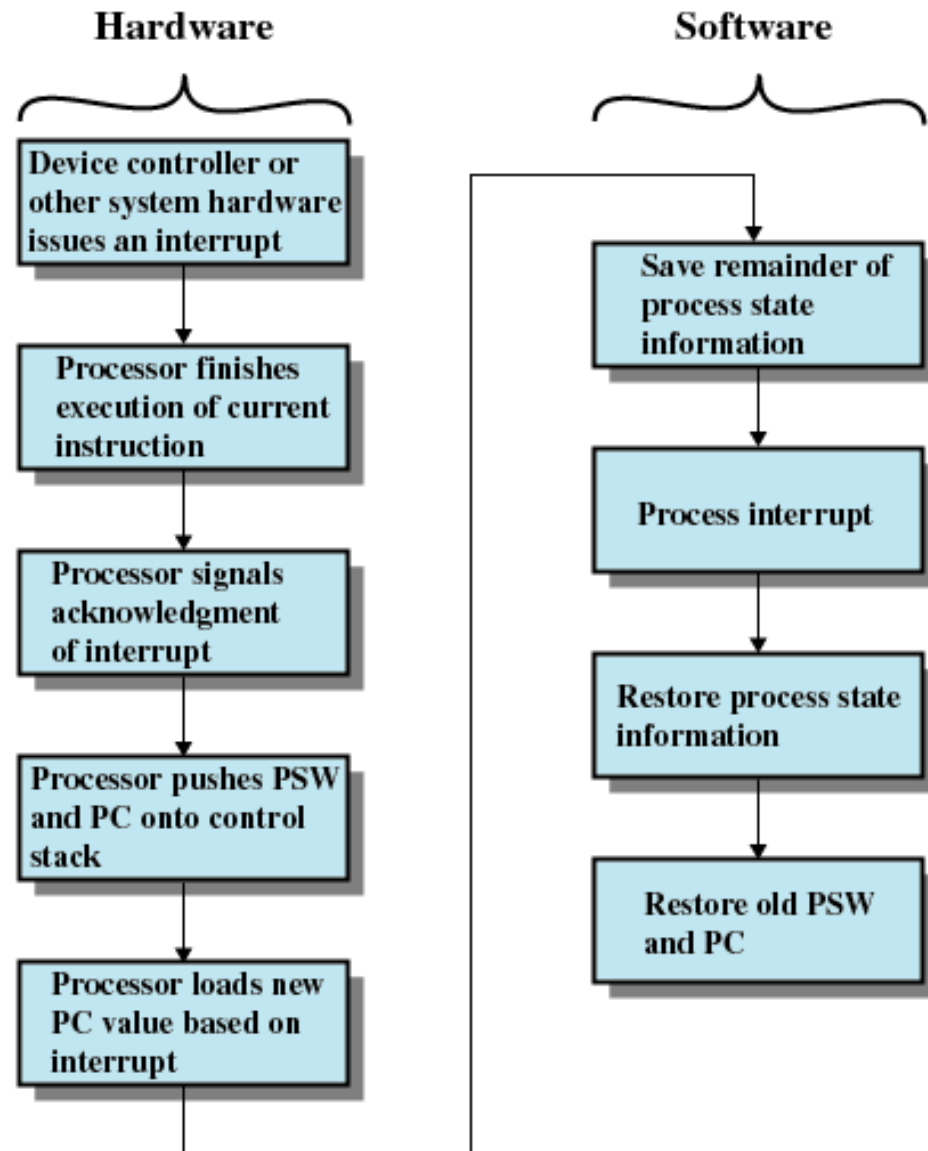 Hardware
Device controller or
other system hardware
issues an interrupt
Processor finishes
execution of current
instruction
Processor signals
acknowledgment
of interrupt
Processor pushes PSW
and PC onto control
stack
Processor loads new
PC value based on
interrupt
Software
Save remainder of
process state
information
Process interrupt
Restore process state
information
Restore old PSW
and PC